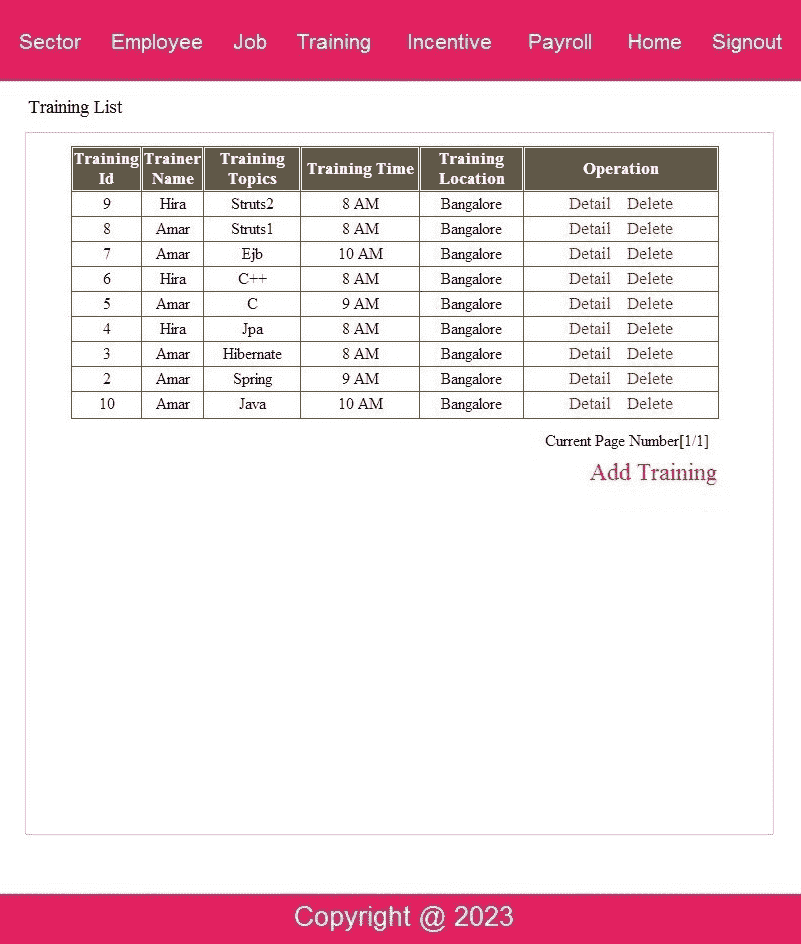 Sector Employee Job Training Incentive Payroll Home Signout
Training List
Training Id Trainer Name Training Topics Training Time Training Location Operation
9 Hira Struts2 8 AM Bangalore Detail Delete
8 Amar Struts1 8 AM Bangalore Detail Delete
7 Amar Ejb 10 AM Bangalore Detail Delete
6 Hira C++ 8 AM Bangalore Detail Delete
5 Amar C 9 AM Bangalore Detail Delete
4 Hira Jpa 8 AM Bangalore Detail Delete
3 Amar Hibernate 8 AM Bangalore Detail Delete
2 Amar Spring 9 AM Bangalore Detail Delete
10 Amar Java 10 AM Bangalore Detail Delete
Current Page Number[1/1]
Add Training
Copyright @ 2023